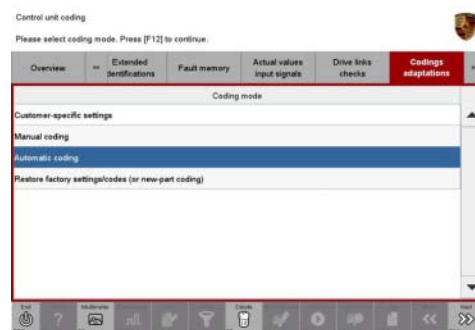 Control unit coding
Please select coding mode. Press [F12] to continue.
Overview
Extended
identifications
Fault memory
Actual values
input signals
Drive links
checks
Codings
adaptations
Coding mode
Customer-specific settings
Manual coding
Automatic coding
Restore factory settings/codes (or new-part coding)
End
?
Multimeter
Next